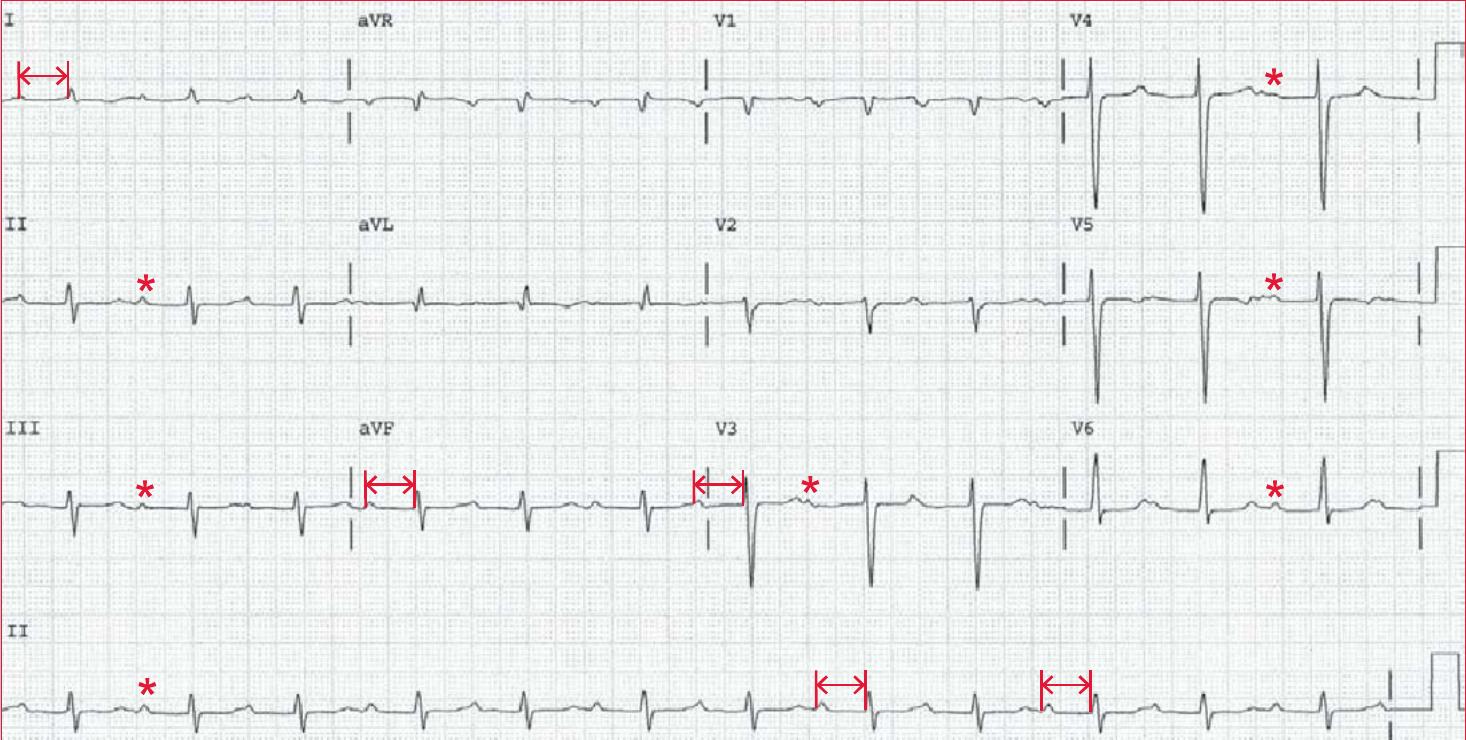 I aVR V1 V4
*
II aVL V2 V5
* *
III aVF V3 V6
* * *
II
*